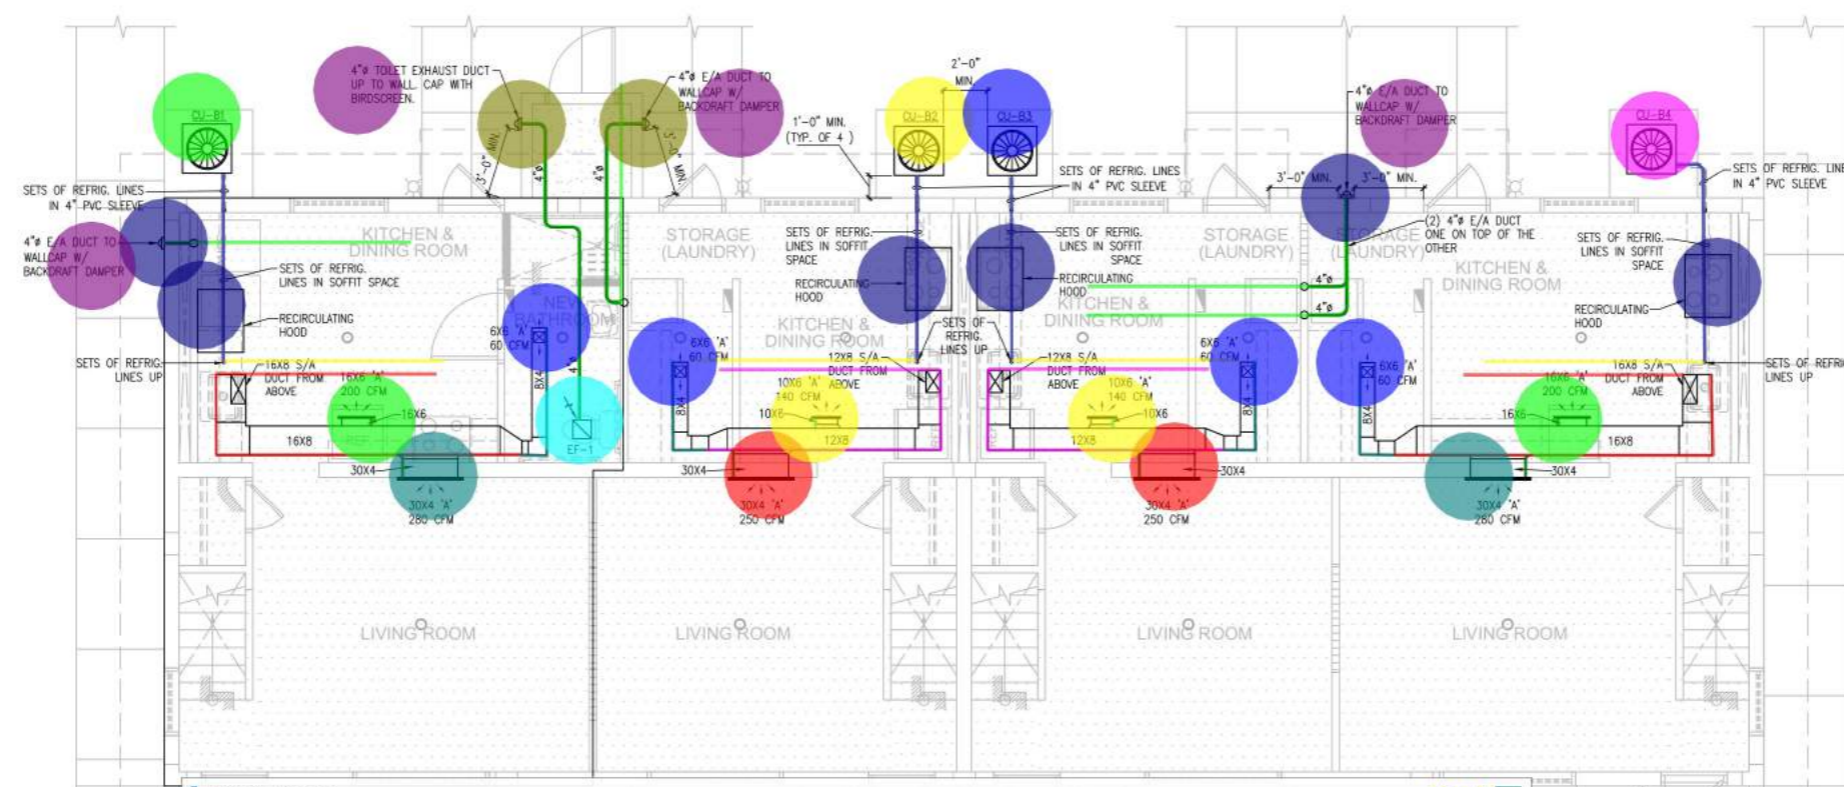 4"ø TOILET EXHAUST DUCT
UP TO WALL CAP WITH
BIRDSCREEN.
4"ø E/A DUCT TO
WALLCAP W/
BACKDRAFT DAMPER
2'-0"
MIN.
4"ø E/A DUCT TO
WALLCAP W/
BACKDRAFT DAMPER
CU-B1
CU-B2
CU-B3
CU-B4
1'-0" MIN.
(TYP. OF 4 )
3'-0" MIN.
3'-0" MIN.
4"ø
4"ø
SETS OF REFRIG. LINES
IN 4" PVC SLEEVE
SETS OF REFRIG. LINES
IN 4" PVC SLEEVE
3'-0" MIN.
3'-0" MIN.
SETS OF REFRIG. LINE
IN 4" PVC SLEEVE
4"ø E/A DUCT TO
WALLCAP W/
BACKDRAFT DAMPER
KITCHEN &
DINING ROOM
STORAGE
(LAUNDRY)
SETS OF REFRIG.
LINES IN SOFFIT
SPACE
SETS OF REFRIG.
LINES IN SOFFIT
SPACE
STORAGE
(LAUNDRY)
STORAGE
(LAUNDRY)
(2) 4"ø E/A DUCT
ONE ON TOP OF THE
OTHER
SETS OF REFRIG.
LINES IN SOFFIT
SPACE
SETS OF REFRIG.
LINES IN SOFFIT SPACE
RECIRCULATING
HOOD
RECIRCULATING
HOOD
4"ø
4"ø
KITCHEN &
DINING ROOM
RECIRCULATING
HOOD
NEW
BATHROOM
RECIRCULATING
HOOD
KITCHEN &
DINING ROOM
SETS OF
REFRIG.
LINES UP
KITCHEN &
DINING ROOM
6X6 'A'
60 CFM
6X6 'A'
60 CFM
6X6 'A'
60 CFM
6X6 'A'
60 CFM
SETS OF REFRIG.
LINES UP
16X8 S/A
DUCT FROM
ABOVE
16X6 'A'
200 CFM
16X6
8X4
4"ø
12X8 S/A
DUCT FROM
ABOVE
10X6 'A'
140 CFM
10X6
8X4
12X8 S/A
DUCT FROM
ABOVE
10X6 'A'
140 CFM
10X6
8X4
16X8 S/A
DUCT FROM
ABOVE
16X6 'A'
200 CFM
16X6
8X4
SETS OF REFRI
LINES UP
REF.
16X8
EF-1
12X8
12X8
16X8
30X4
30X4
30X4
30X4
30X4 'A'
280 CFM
30X4 'A'
250 CFM
30X4 'A'
250 CFM
30X4 'A'
280 CFM
LIVING ROOM
LIVING ROOM
LIVING ROOM
LIVING ROOM